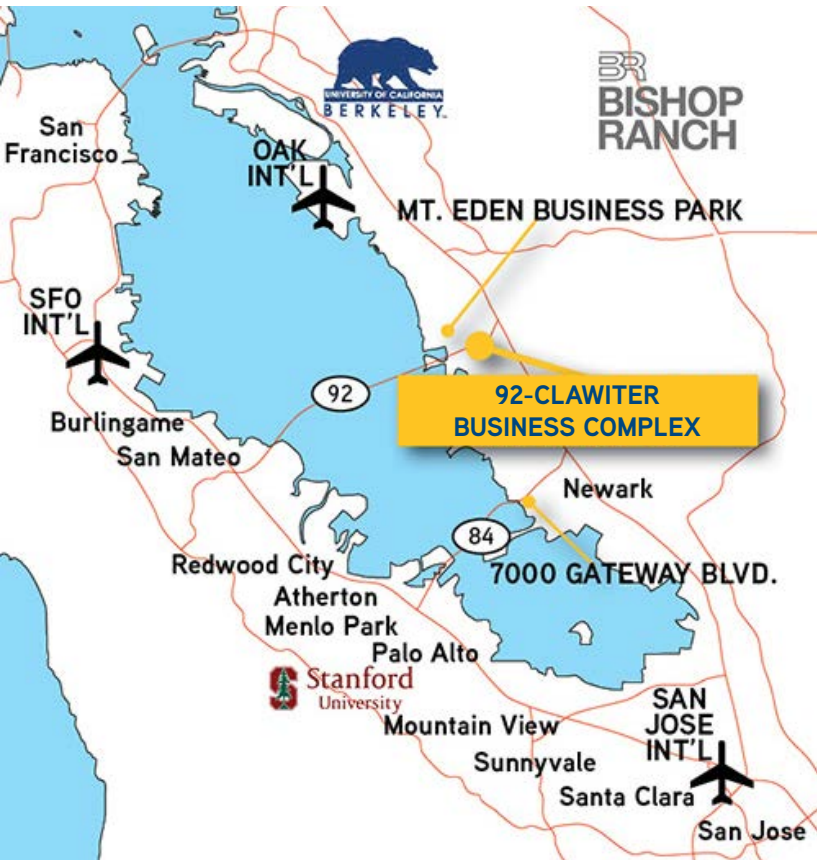 UNIVERSITY OF CALIFORNIA
BERKELEY
BR
BISHOP
RANCH
San
Francisco
OAK
INT'L
MT. EDEN BUSINESS PARK
SFO
INT'L
92
92-CLAWITER
BUSINESS COMPLEX
Burlingame
San Mateo
Newark
84
Redwood City
7000 GATEWAY BLVD.
Atherton
Menlo Park
Palo Alto
S
Stanford
University
SAN
JOSE
INT'L
Mountain View
Sunnyvale
Santa Clara
San Jose